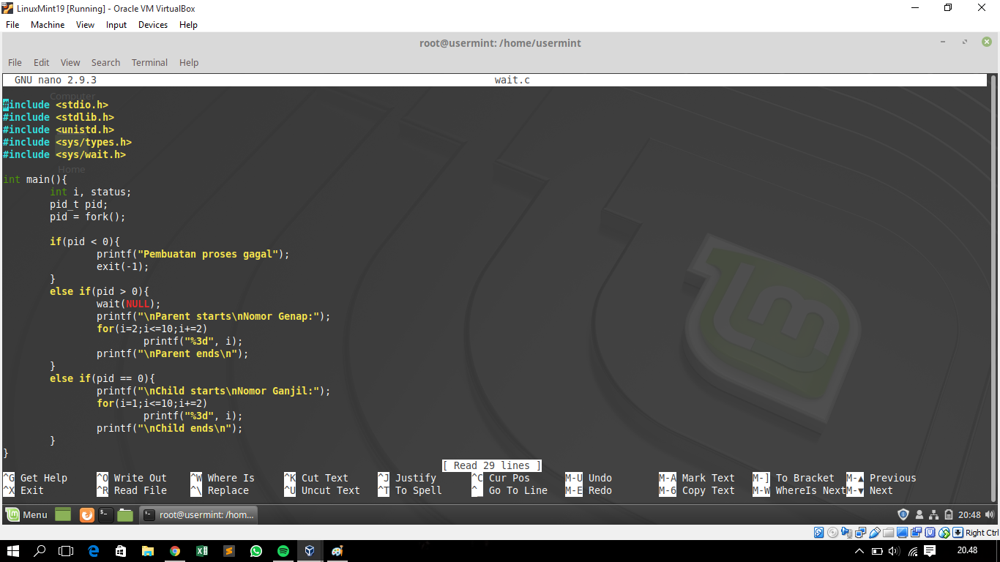 LinuxMint19 [Running] - Oracle VM VirtualBox
File Machine View Input Devices Help
root@usermint: /home/usermint
File Edit View Search Terminal Help
GNU nano 2.9.3 wait.c
Computer
#include <stdio.h>
#include <stdlib.h>
#include <unistd.h>
#include <sys/types.h>
#include <sys/wait.h>
Home
int main(){
        int i, status;
        pid_t pid;
        pid = fork();
        if(pid < 0){
                printf("Pembuatan proses gagal");
                exit(-1);
        }
        else if(pid > 0){
                wait(NULL);
                printf("\nParent starts\nNomor Genap:");
                for(i=2;i<=10;i+=2)
                        printf("%3d", i);
                printf("\nParent ends\n");
        }
        else if(pid == 0){
                printf("\nChild starts\nNomor Ganjil:");
                for(i=1;i<=10;i+=2)
                        printf("%3d", i);
                printf("\nChild ends\n");
        }
}
[ Read 29 lines ]
^G Get Help ^O Write Out ^W Where Is ^K Cut Text ^J Justify ^C Cur Pos M-U Undo M-A Mark Text M-] To Bracket M-▲ Previous
^X Exit ^R Read File ^\ Replace ^U Uncut Text ^T To Spell ^_ Go To Line M-E Redo M-6 Copy Text M-W WhereIs Next M-▼ Next
Menu root@usermint: /hom... 20:48
Right Ctrl
20.48